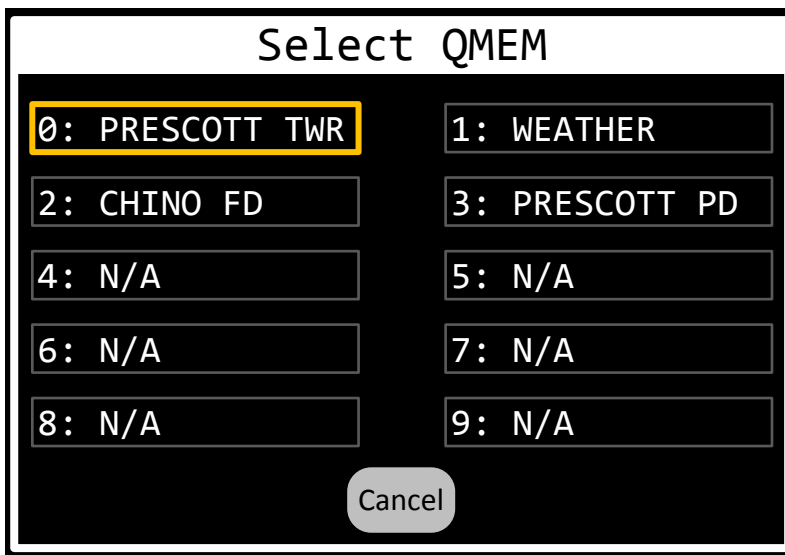 Select QMEM
0: PRESCOTT TWR
1: WEATHER
2: CHINO FD
3: PRESCOTT PD
4: N/A
5: N/A
6: N/A
7: N/A
8: N/A
9: N/A
Cancel